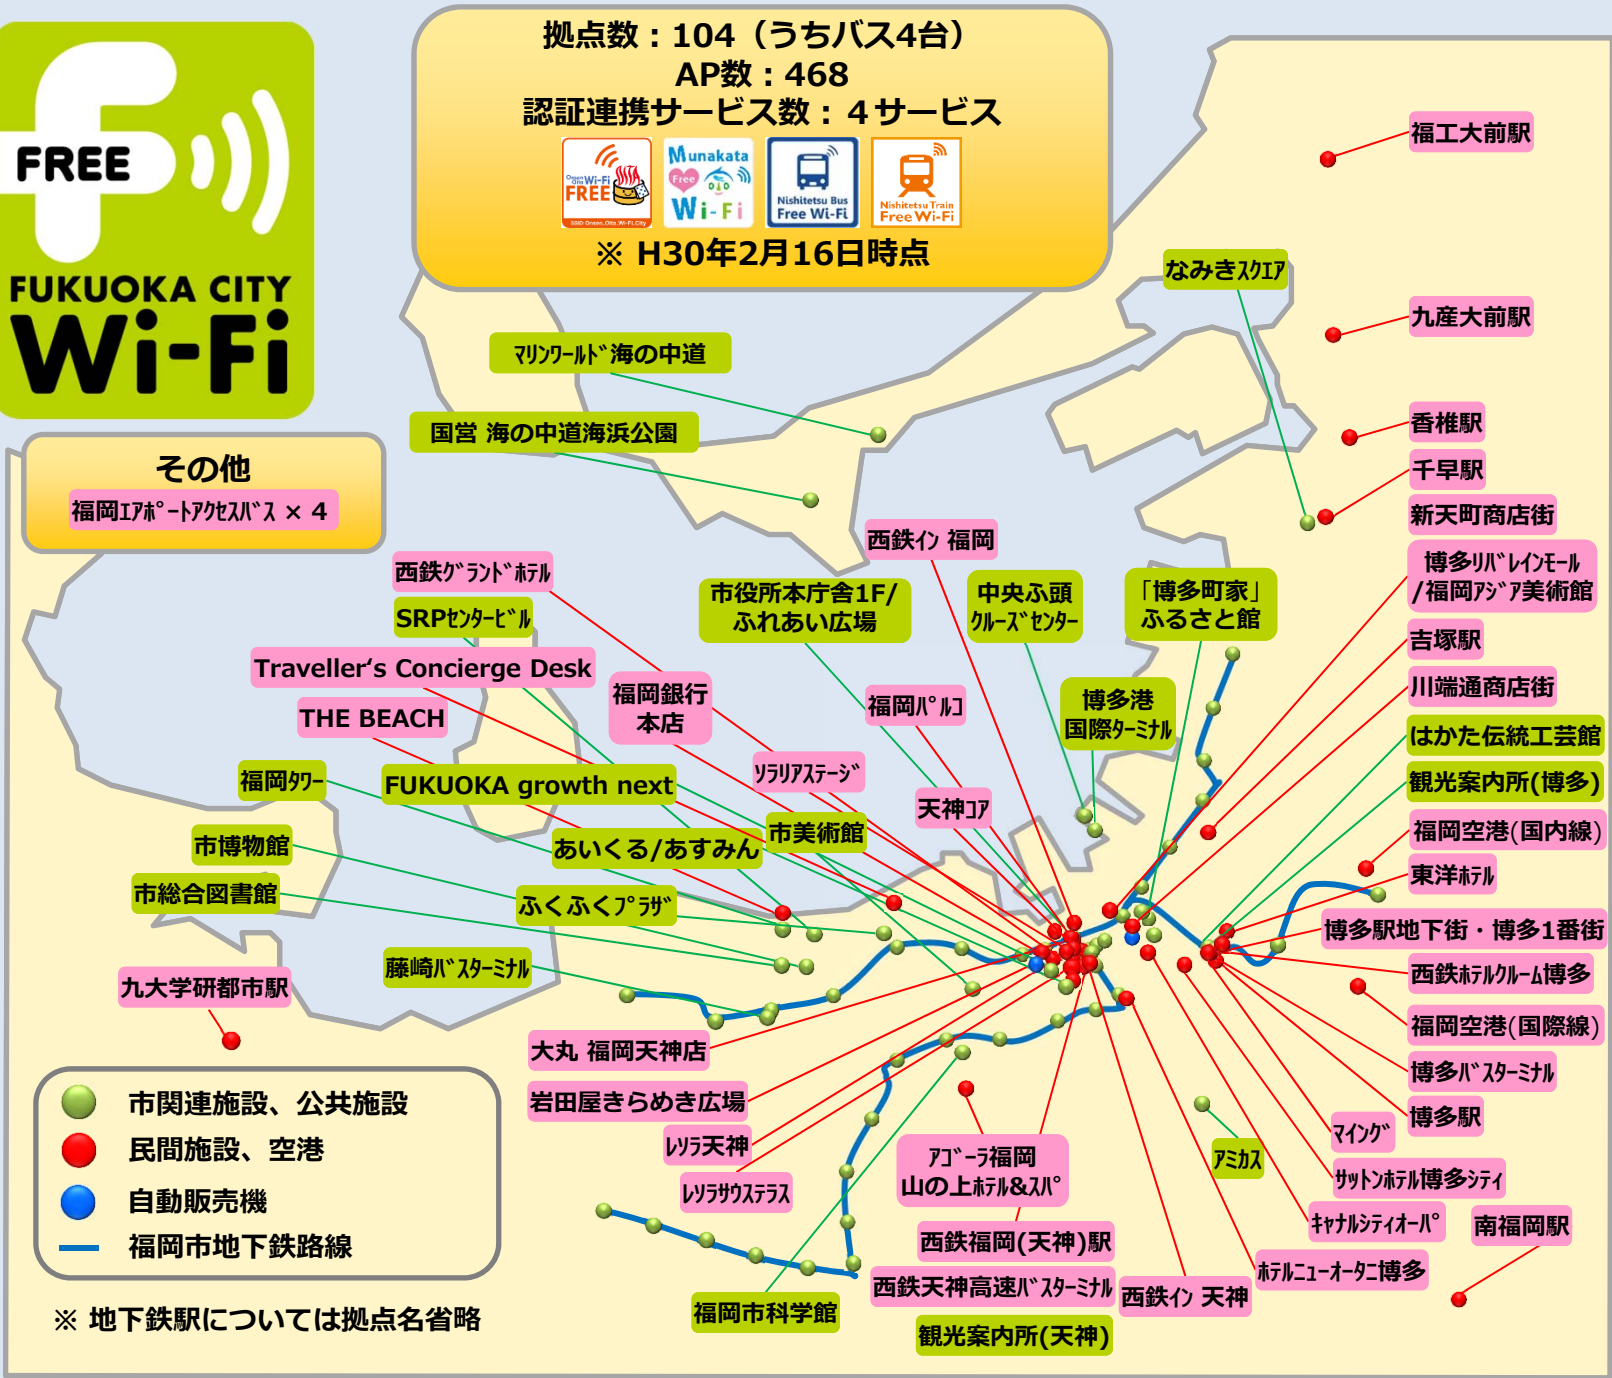 拠点数：104（うちバス4台）
AP数：468
認証連携サービス数：４サービス
Onsen Oita Wi-Fi
FREE
SSID:Onsen_Oita_Wi-Fi_City
Munakata
Free
Wi-Fi
Nishitetsu Bus
Free Wi-Fi
Nishitetsu Train
Free Wi-Fi
※ H30年2月16日時点
FREE
FUKUOKA CITY
Wi-Fi
その他
福岡ｴｱﾎﾟｰﾄｱｸｾｽﾊﾞｽ × 4
福工大前駅
なみきｽｸｴｱ
九産大前駅
ﾏﾘﾝﾜｰﾙﾄﾞ海の中道
国営 海の中道海浜公園
香椎駅
千早駅
新天町商店街
西鉄ｲﾝ 福岡
博多ﾘﾊﾞﾚｲﾝﾓｰﾙ
/福岡ｱｼﾞｱ美術館
西鉄ｸﾞﾗﾝﾄﾞﾎﾃﾙ
SRPｾﾝﾀｰﾋﾞﾙ
市役所本庁舎1F/
ふれあい広場
中央ふ頭
ｸﾙｰｽﾞｾﾝﾀｰ
「博多町家」
ふるさと館
吉塚駅
Traveller‘s Concierge Desk
THE BEACH
福岡銀行
本店
福岡ﾊﾟﾙｺ
博多港
国際ﾀｰﾐﾅﾙ
川端通商店街
はかた伝統工芸館
福岡ﾀﾜｰ
FUKUOKA growth next
ｿﾗﾘｱｽﾃｰｼﾞ
天神ｺｱ
観光案内所(博多)
市博物館
あいくる/あすみん
市美術館
福岡空港(国内線)
市総合図書館
ふくふくﾌﾟﾗｻﾞ
東洋ﾎﾃﾙ
博多駅地下街・博多1番街
藤崎ﾊﾞｽﾀｰﾐﾅﾙ
西鉄ﾎﾃﾙｸﾙｰﾑ博多
九大学研都市駅
福岡空港(国際線)
大丸 福岡天神店
博多ﾊﾞｽﾀｰﾐﾅﾙ
岩田屋きらめき広場
博多駅
ﾚｿﾗ天神
ｱｺﾞｰﾗ福岡
山の上ﾎﾃﾙ&ｽﾊﾟ
ﾏｲﾝｸﾞ
ｱﾐｶｽ
ﾚｿﾗｻｳｽﾃﾗｽ
ｻｯﾄﾝﾎﾃﾙ博多ｼﾃｨ
西鉄福岡(天神)駅
ｷｬﾅﾙｼﾃｨｵｰﾊﾟ
南福岡駅
西鉄天神高速ﾊﾞｽﾀｰﾐﾅﾙ
西鉄ｲﾝ 天神
ﾎﾃﾙﾆｭｰｵｰﾀﾆ博多
福岡市科学館
観光案内所(天神)
市関連施設、公共施設
民間施設、空港
自動販売機
福岡市地下鉄路線
※ 地下鉄駅については拠点名省略